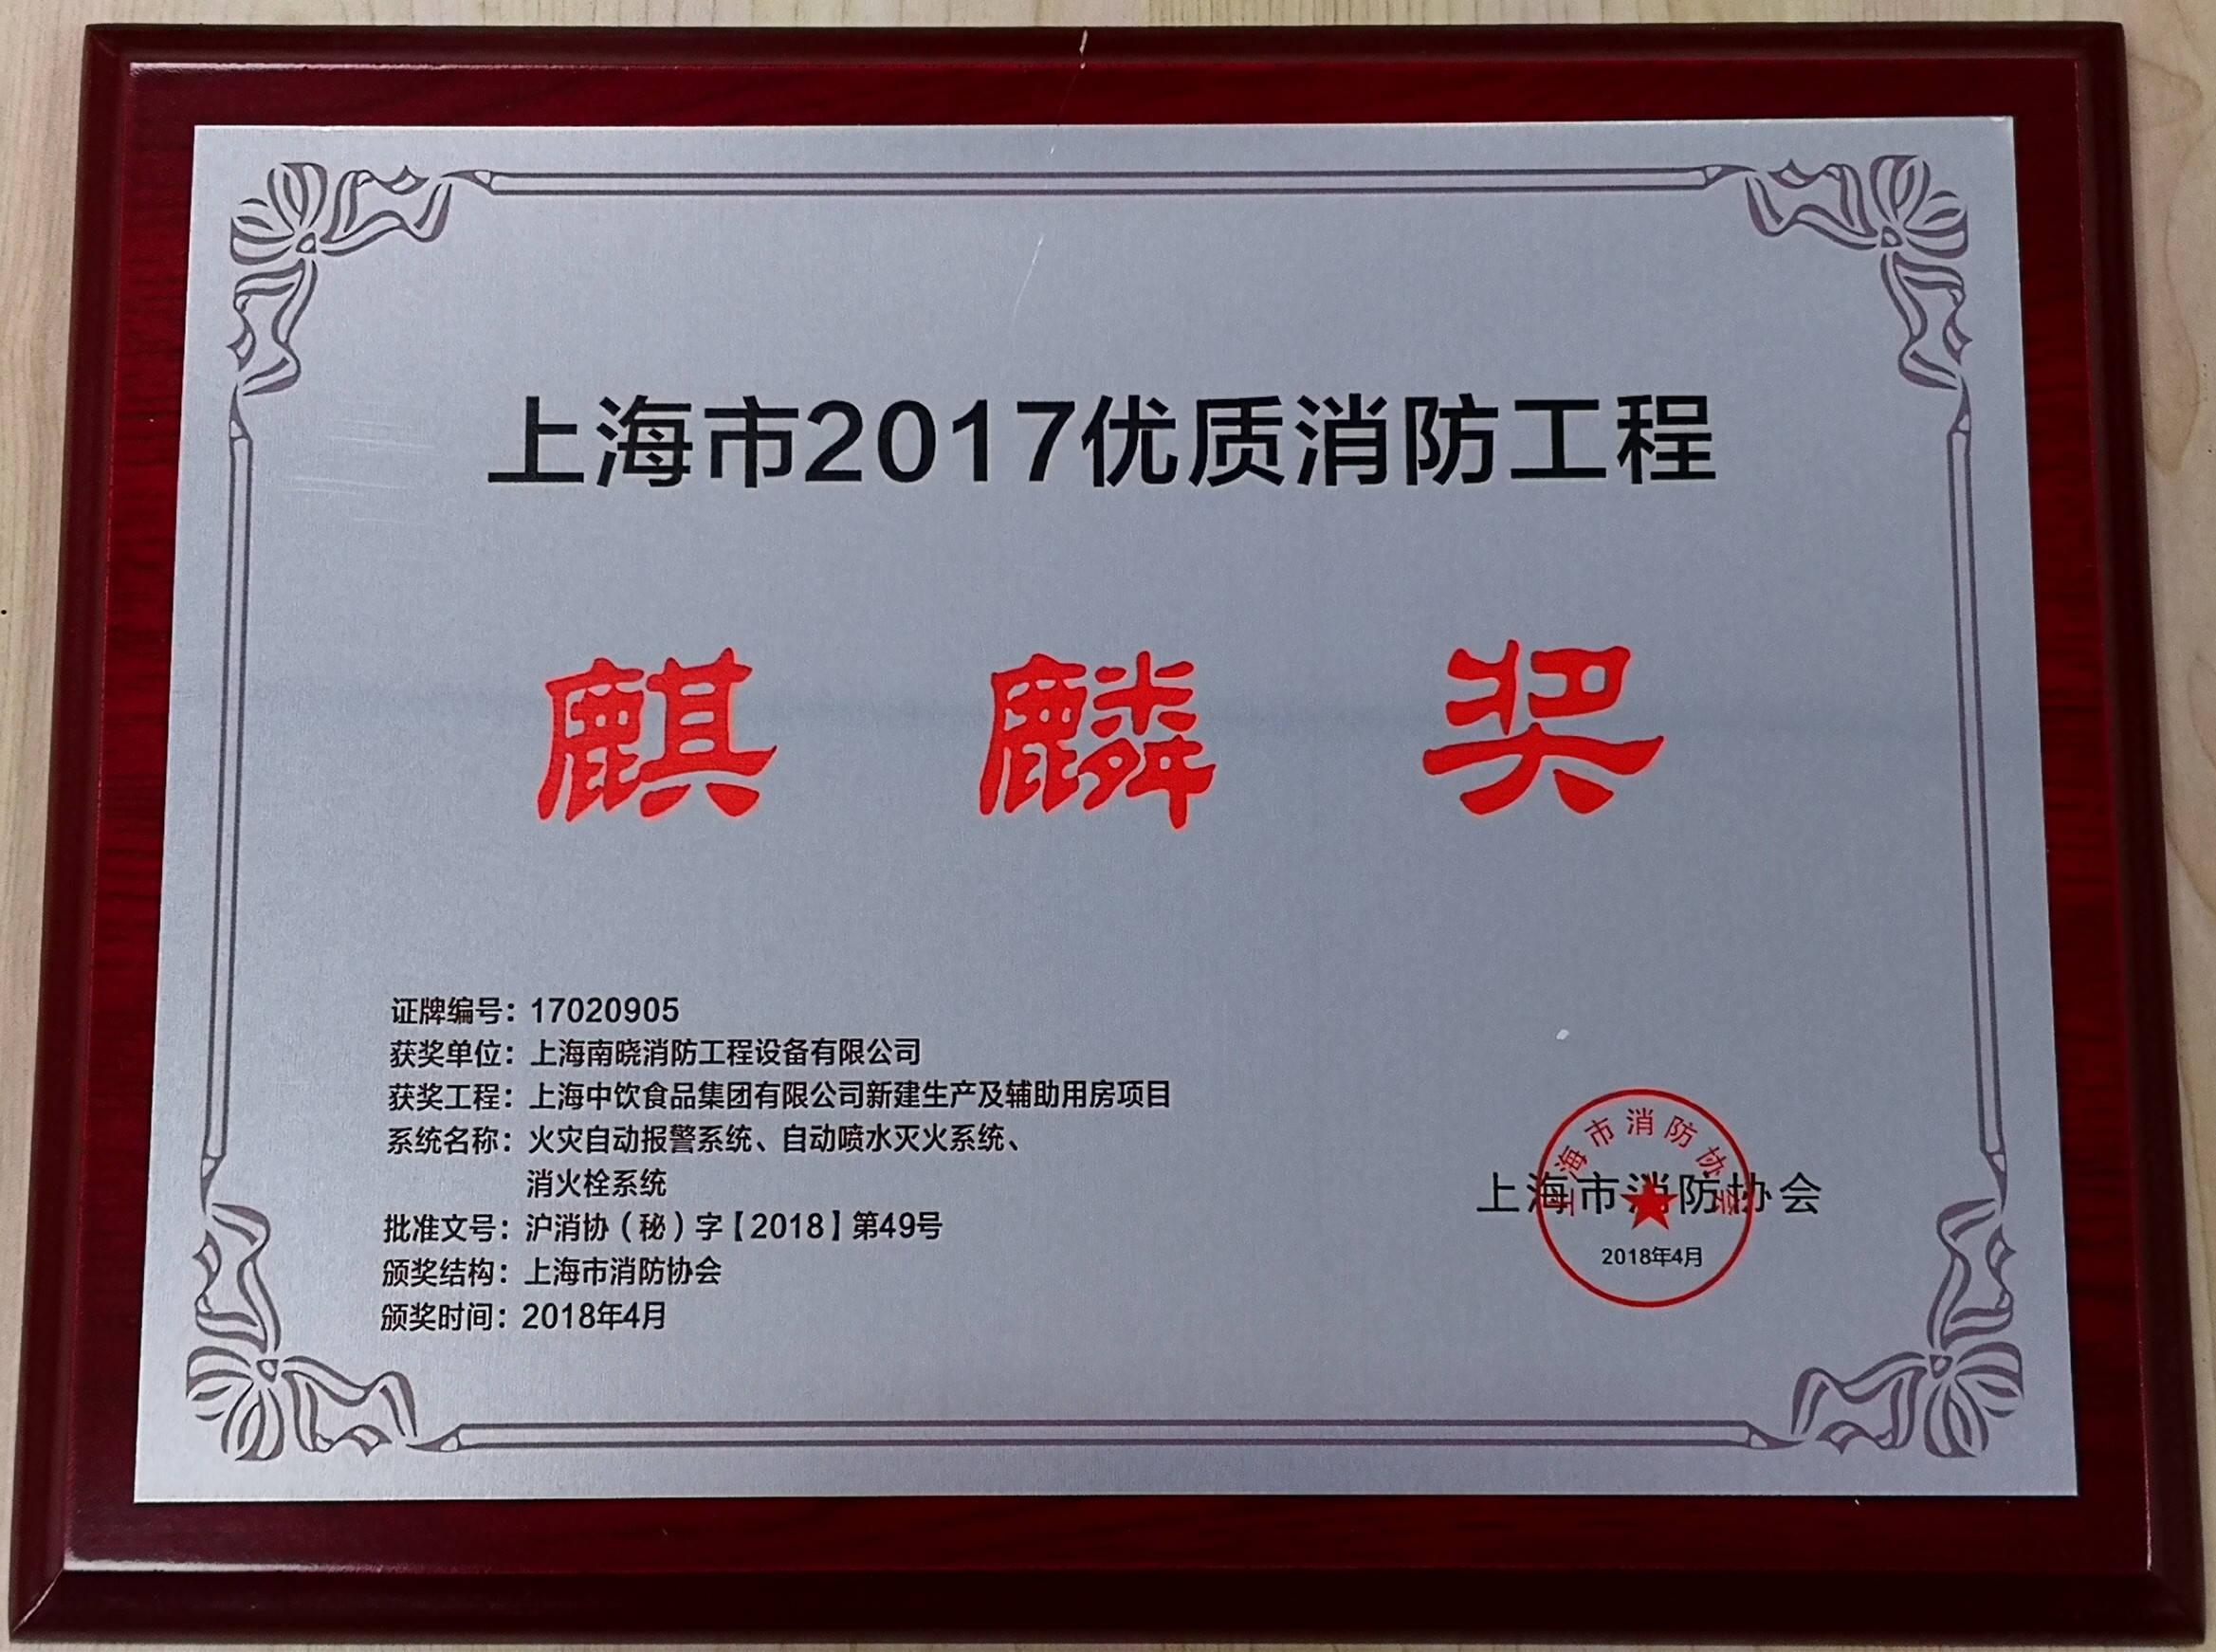 上海市2017优质消防工程
麒麟奖
证牌编号：17020905
获奖单位：上海南晓消防工程设备有限公司
获奖工程：上海中饮食品集团有限公司新建生产及辅助用房项目
系统名称：火灾自动报警系统、自动喷水灭火系统、
消火栓系统
批准文号：沪消协（秘）字【2018】第49号
颁奖结构：上海市消防协会
颁奖时间：2018年4月
上海市消防协会
上海市消防协会
2018年4月